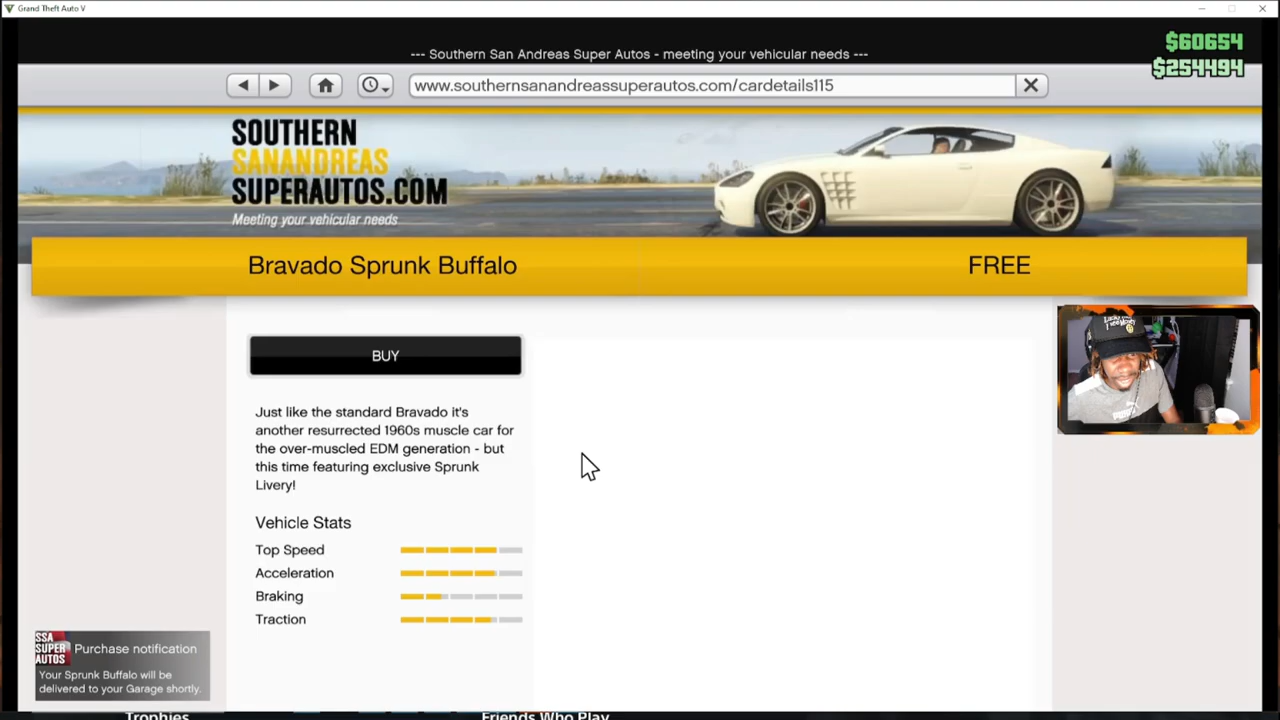 Grand Theft Auto V
--- Southern San Andreas Super Autos - meeting your vehicular needs ---
$60654
$254494
www.southernsanandreassuperautos.com/cardetails115
SOUTHERN
SANANDREAS
SUPERAUTOS.COM
Meeting your vehicular needs
Bravado Sprunk Buffalo
FREE
BUY
Just like the standard Bravado it's
another resurrected 1960s muscle car for
the over-muscled EDM generation - but
this time featuring exclusive Sprunk
Livery!
Vehicle Stats
Top Speed
Acceleration
Braking
Traction
SSA
SUPER
AUTOS
Purchase notification
Your Sprunk Buffalo will be
delivered to your Garage shortly.
Trophies
Friends Who Play